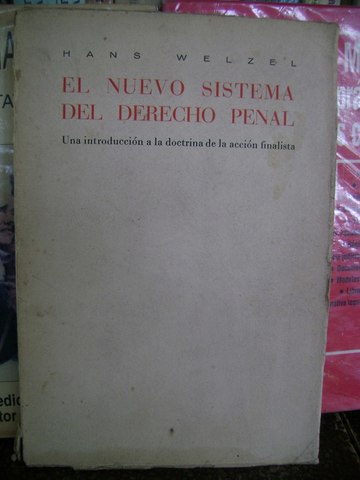 HANS WELZEL
EL NUEVO SISTEMA
DEL DERECHO PENAL
Una introducción a la doctrina de la acción finalista